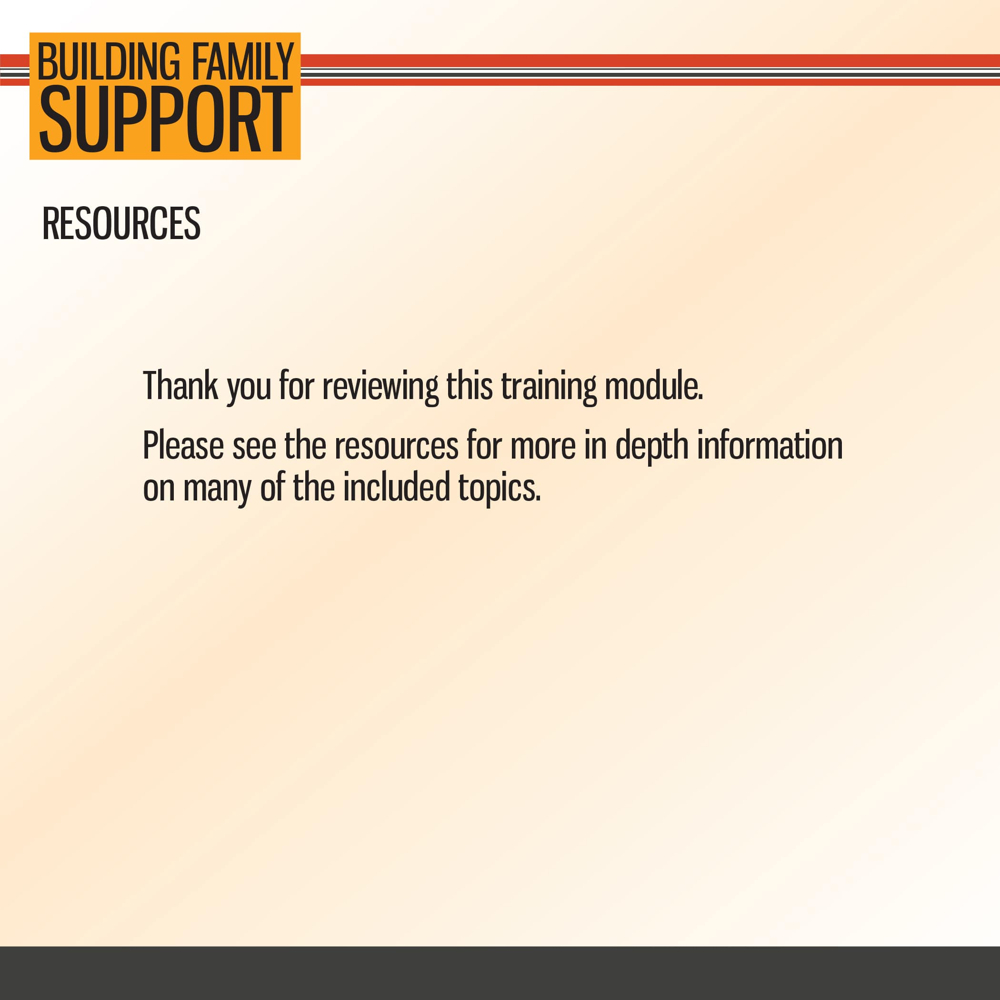 BUILDING FAMILY
SUPPORT
RESOURCES
Thank you for reviewing this training module.
Please see the resources for more in depth information
on many of the included topics.